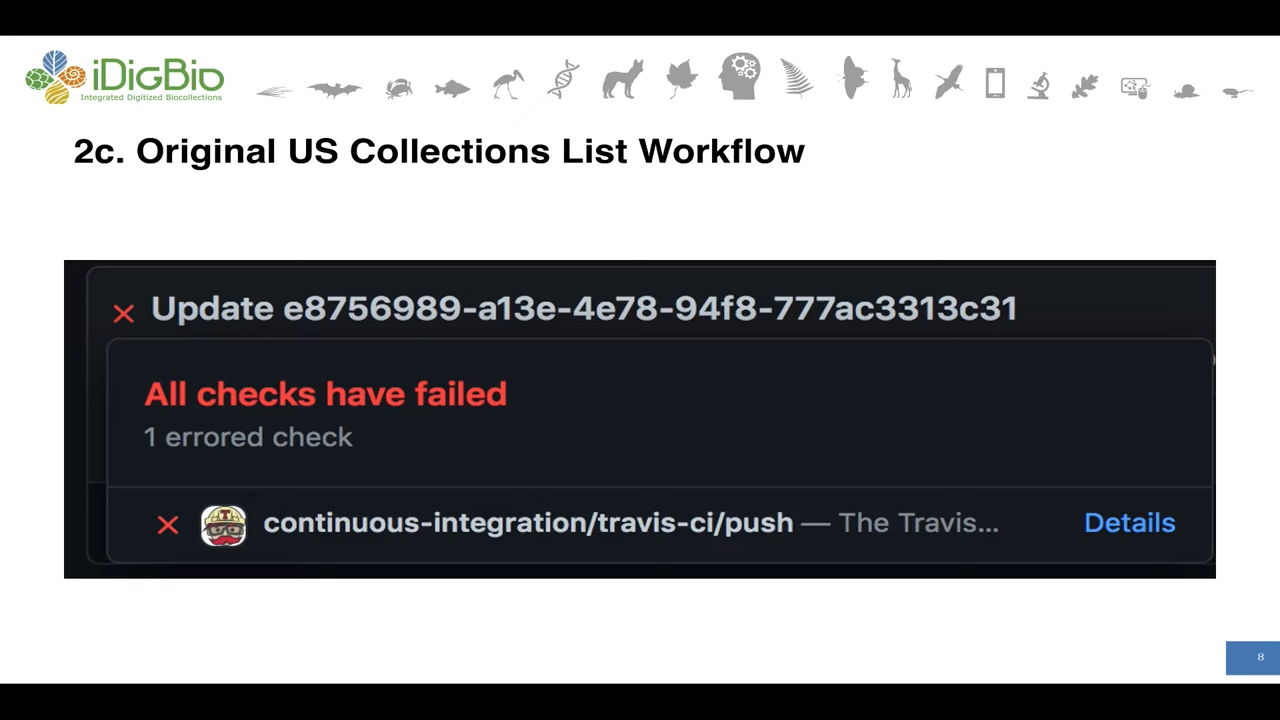 iDigBio
Integrated Digitized Biocollections
2c. Original US Collections List Workflow
Update e8756989-a13e-4e78-94f8-777ac3313c31
All checks have failed
1 errored check
continuous-integration/travis-ci/push — The Travis... Details
8